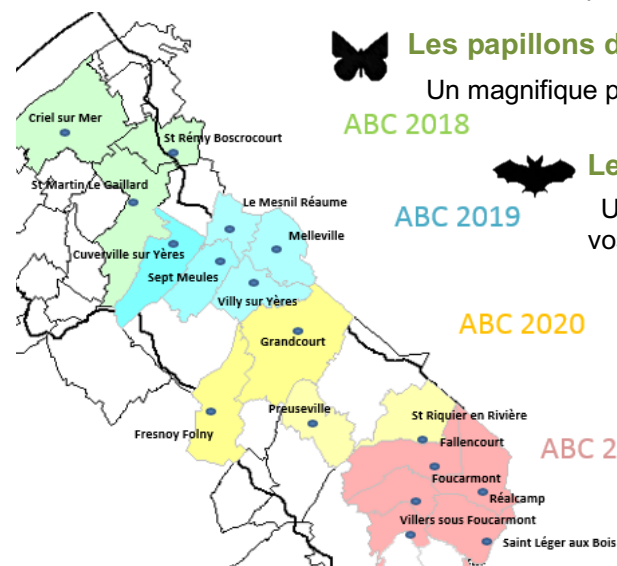 Les papillons d
Un magnifique p
Criel sur Mer
ABC 2018
St Rémy Boscrocourt
Le
St Martin Le Gaillard
Le Mesnil Réaume
U
ABC 2019
Melleville
vos
Cuverville sur Yères
Sept Meules
Villy sur Yères
ABC 2020
Grandcourt
Preuseville
St Riquier en Rivière
Fresnoy Folny
Fallencourt
ABC 2
Foucarmont
Réalcamp
Villers sous Foucarmont
Saint Léger aux Bois